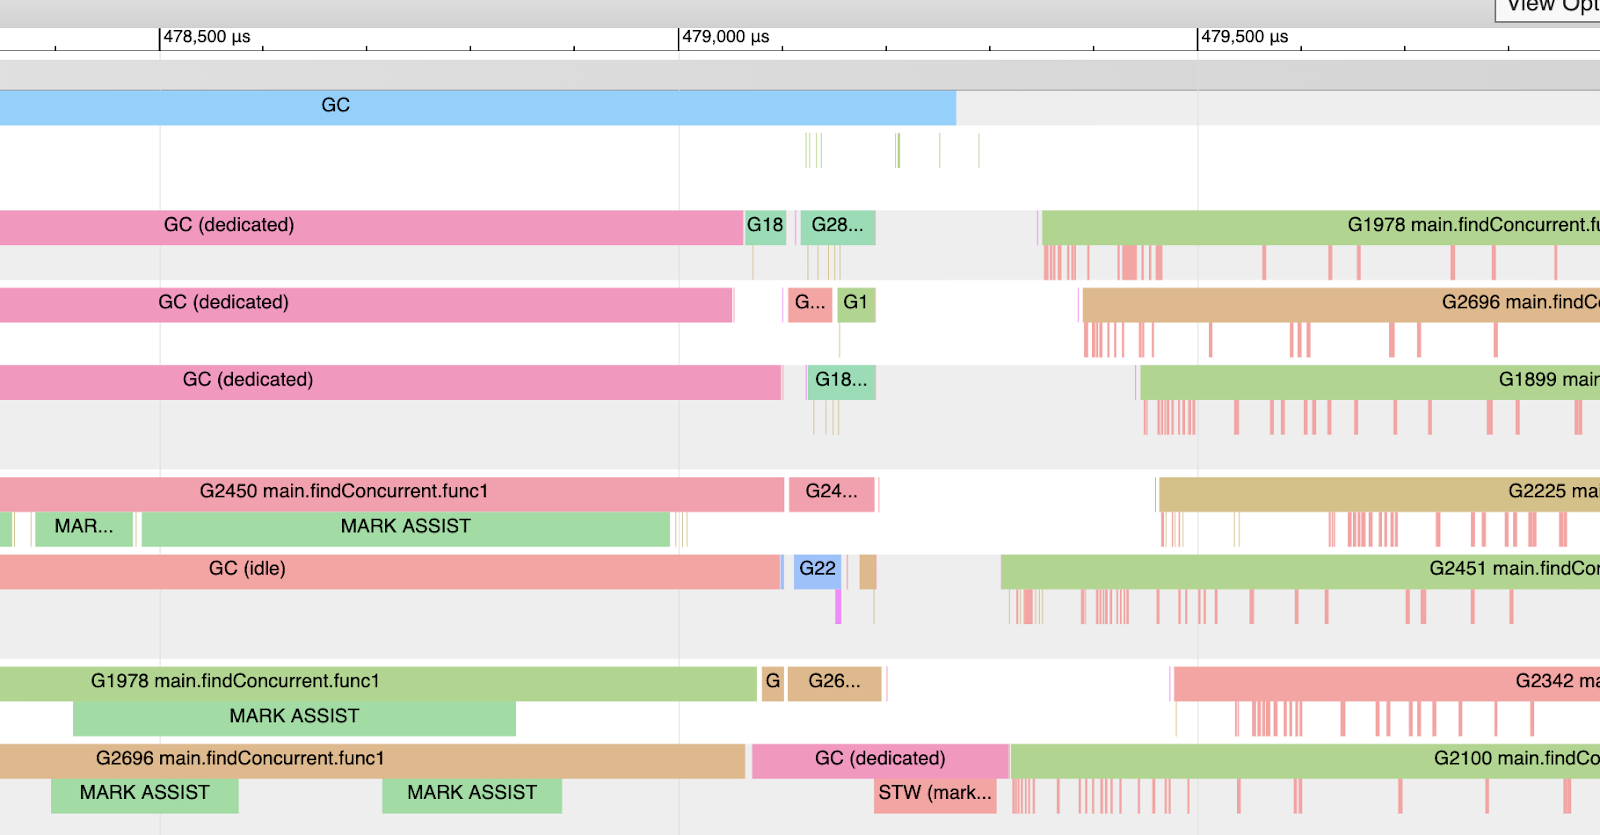 View Opt
478,500 µs 479,000 µs 479,500 µs
GC
GC (dedicated) G18 G28... G1978 main.findConcurrent.fu
GC (dedicated) G... G1 G2696 main.findCo
GC (dedicated) G18... G1899 main
G2450 main.findConcurrent.func1 G24... G2225 mai
MAR... MARK ASSIST
GC (idle) G22 G2451 main.findCon
G1978 main.findConcurrent.func1 G G26... G2342 ma
MARK ASSIST
G2696 main.findConcurrent.func1 GC (dedicated) G2100 main.findCo
MARK ASSIST MARK ASSIST STW (mark...